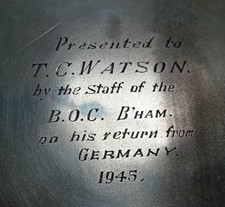 Presented to
T.C. WATSON.
by the Staff of the
B.O.C. B'HAM.
on his return from
GERMANY.
1945.